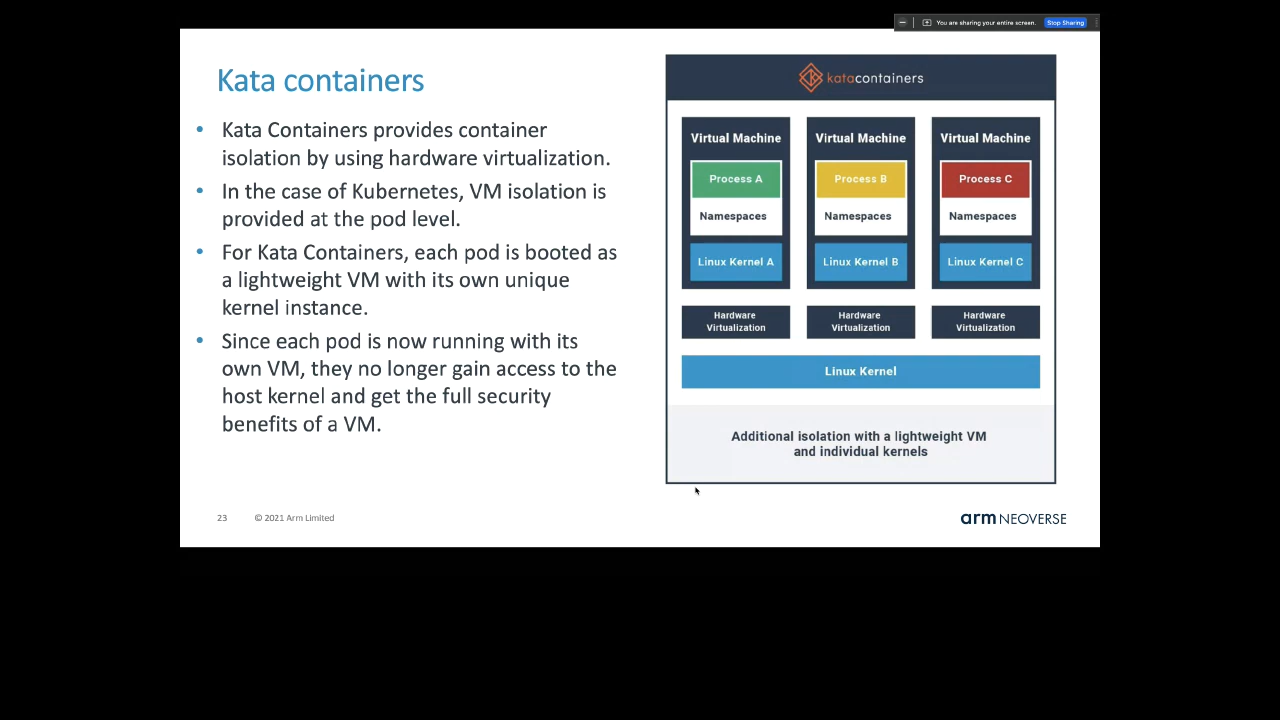 You are sharing your entire screen.
Stop Sharing
Kata containers
• Kata Containers provides container
isolation by using hardware virtualization.
• In the case of Kubernetes, VM isolation is
provided at the pod level.
• For Kata Containers, each pod is booted as
a lightweight VM with its own unique
kernel instance.
• Since each pod is now running with its
own VM, they no longer gain access to the
host kernel and get the full security
benefits of a VM.
katacontainers
Virtual Machine
Process A
Namespaces
Linux Kernel A
Hardware
Virtualization
Virtual Machine
Process B
Namespaces
Linux Kernel B
Hardware
Virtualization
Virtual Machine
Process C
Namespaces
Linux Kernel C
Hardware
Virtualization
Linux Kernel
Additional isolation with a lightweight VM
and individual kernels
23
© 2021 Arm Limited
arm NEOVERSE